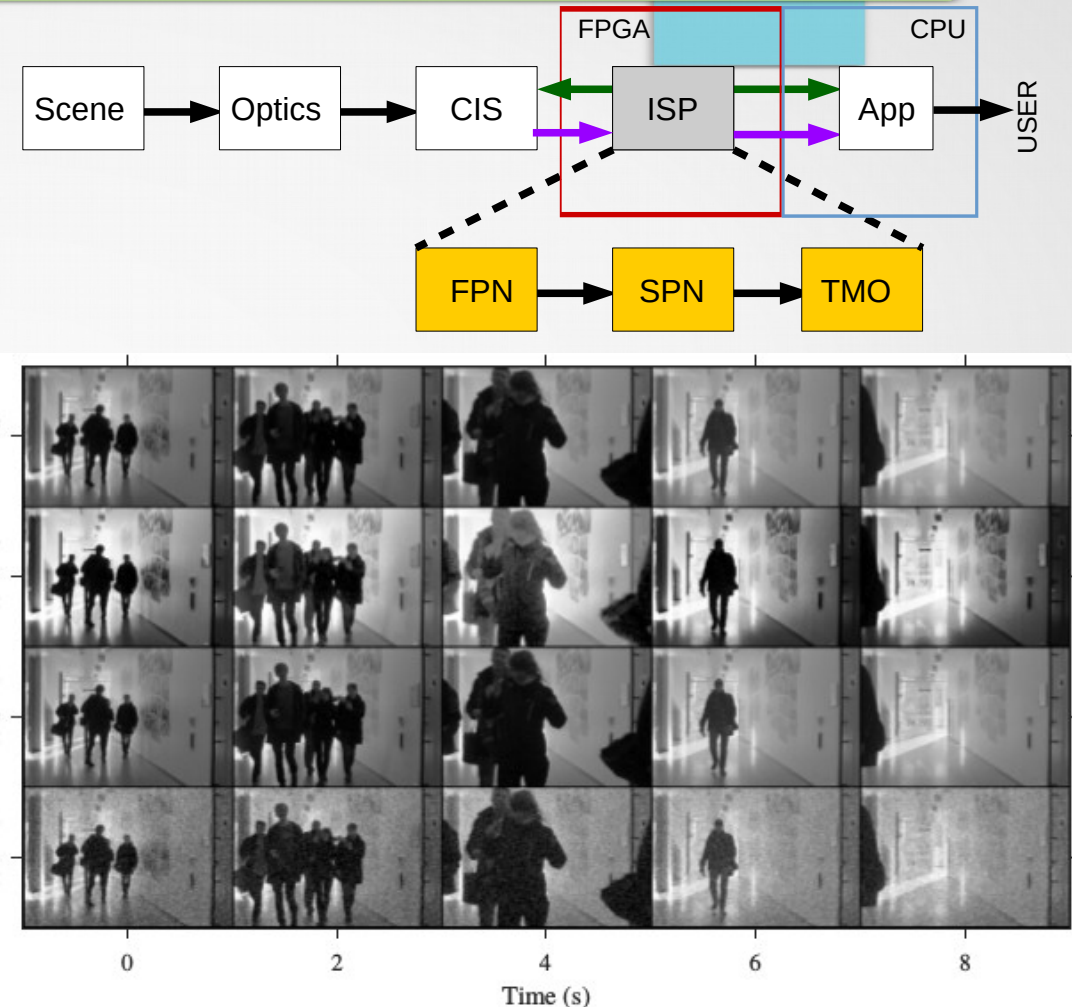 FPGA
CPU
Scene
Optics
CIS
ISP
App
USER
FPN
SPN
TMO
0
2
4
6
8
Time (s)